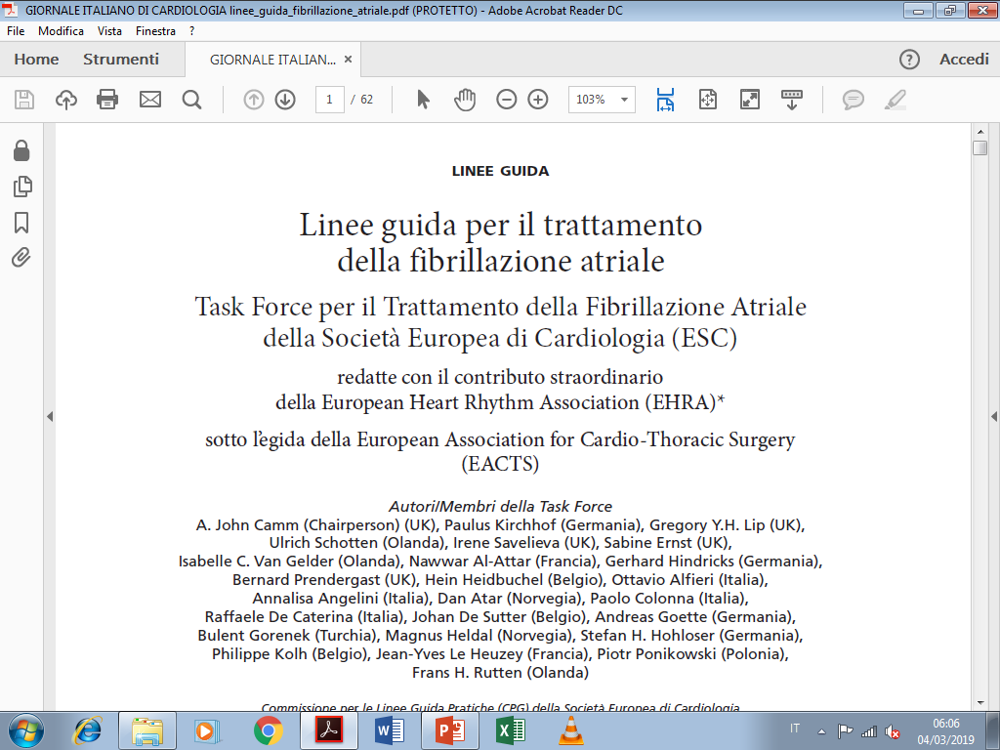 GIORNALE ITALIANO DI CARDIOLOGIA linee_guida_fibrillazione_atriale.pdf (PROTETTO) - Adobe Acrobat Reader DC
File Modifica Vista Finestra ?
Home Strumenti GIORNALE ITALIAN... × ? Accedi
1 / 62 103%
LINEE GUIDA
Linee guida per il trattamento
della fibrillazione atriale
Task Force per il Trattamento della Fibrillazione Atriale
della Società Europea di Cardiologia (ESC)
redatte con il contributo straordinario
della European Heart Rhythm Association (EHRA)*
sotto l'egida della European Association for Cardio-Thoracic Surgery
(EACTS)
Autori/Membri della Task Force
A. John Camm (Chairperson) (UK), Paulus Kirchhof (Germania), Gregory Y.H. Lip (UK),
Ulrich Schotten (Olanda), Irene Savelieva (UK), Sabine Ernst (UK),
Isabelle C. Van Gelder (Olanda), Nawwar Al-Attar (Francia), Gerhard Hindricks (Germania),
Bernard Prendergast (UK), Hein Heidbuchel (Belgio), Ottavio Alfieri (Italia),
Annalisa Angelini (Italia), Dan Atar (Norvegia), Paolo Colonna (Italia),
Raffaele De Caterina (Italia), Johan De Sutter (Belgio), Andreas Goette (Germania),
Bulent Gorenek (Turchia), Magnus Heldal (Norvegia), Stefan H. Hohloser (Germania),
Philippe Kolh (Belgio), Jean-Yves Le Heuzey (Francia), Piotr Ponikowski (Polonia),
Frans H. Rutten (Olanda)
Commissione per le Linee Guida Pratiche (CPG) della Società Europea di Cardiologia
IT 06:06
04/03/2019